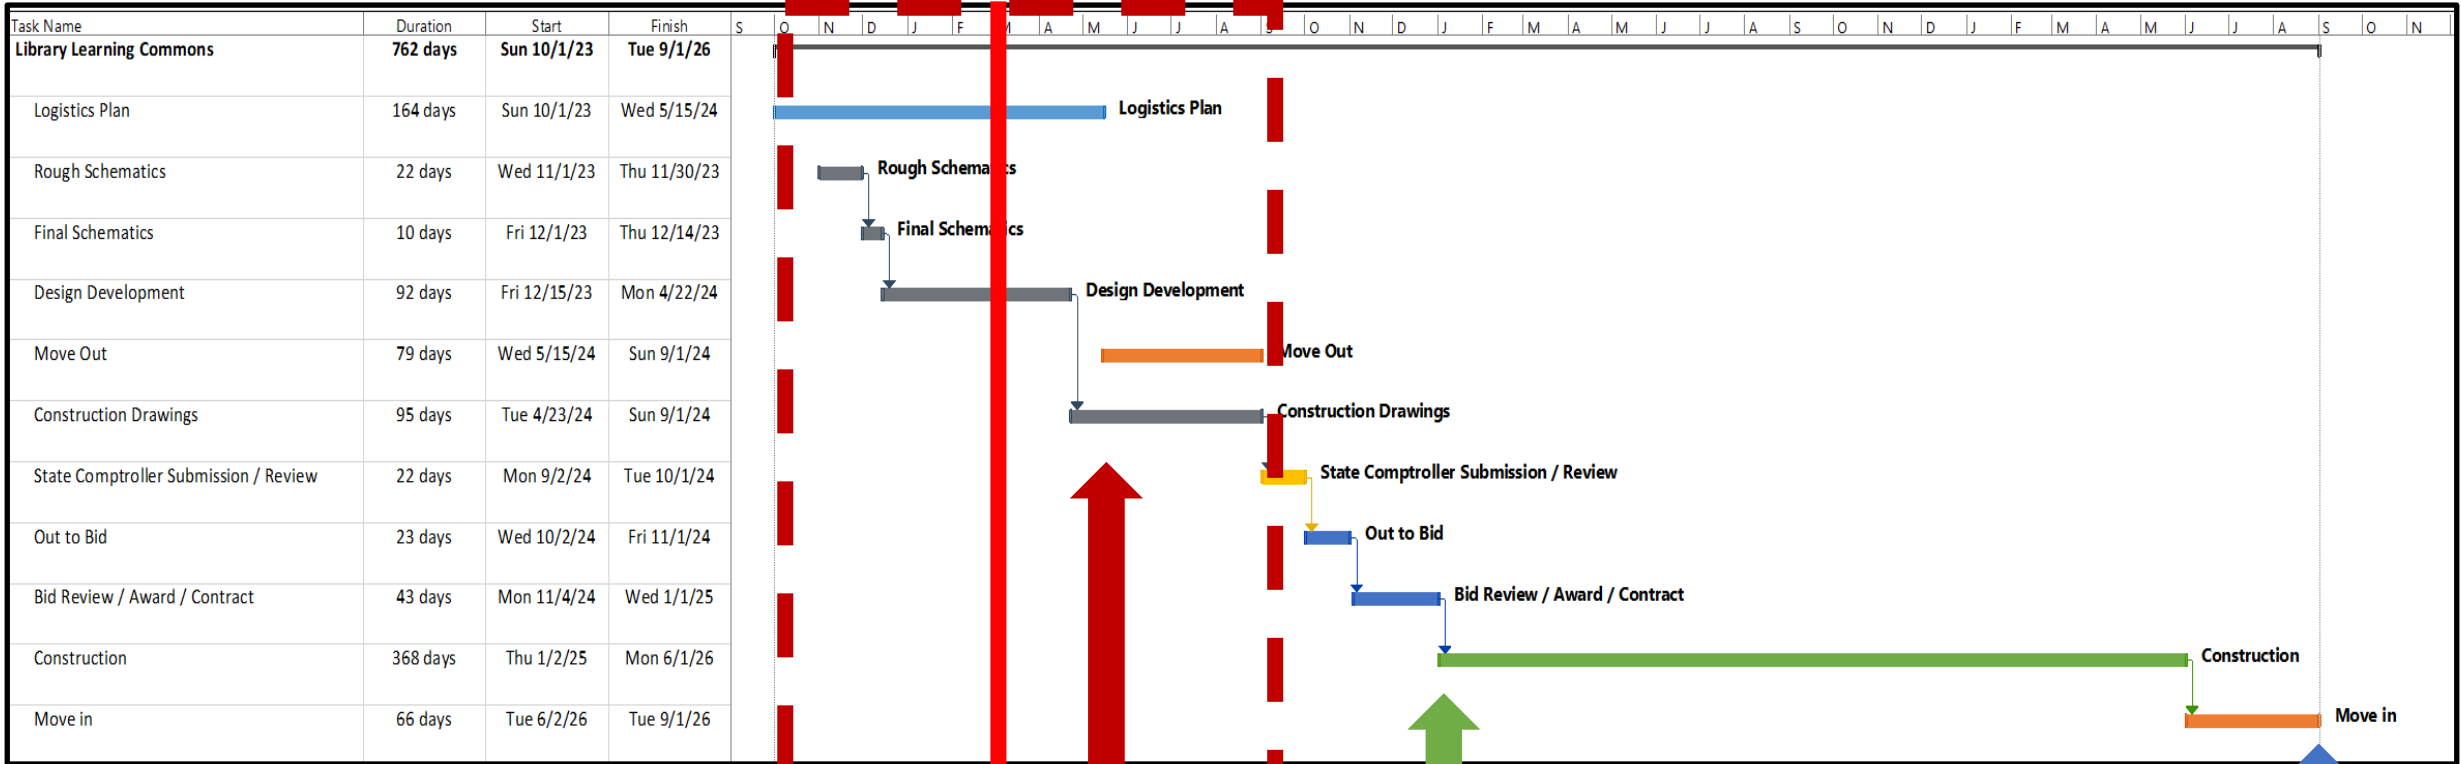 Task Name Duration Start Finish S O N D J F M A M J J A S O N D J F M A M J J A S O N D J F M A M J J A S O N
Library Learning Commons 762 days Sun 10/1/23 Tue 9/1/26
Logistics Plan 164 days Sun 10/1/23 Wed 5/15/24 Logistics Plan
Rough Schematics 22 days Wed 11/1/23 Thu 11/30/23 Rough Schematics
Final Schematics 10 days Fri 12/1/23 Thu 12/14/23 Final Schematics
Design Development 92 days Fri 12/15/23 Mon 4/22/24 Design Development
Move Out 79 days Wed 5/15/24 Sun 9/1/24 Move Out
Construction Drawings 95 days Tue 4/23/24 Sun 9/1/24 Construction Drawings
State Comptroller Submission / Review 22 days Mon 9/2/24 Tue 10/1/24 State Comptroller Submission / Review
Out to Bid 23 days Wed 10/2/24 Fri 11/1/24 Out to Bid
Bid Review / Award / Contract 43 days Mon 11/4/24 Wed 1/1/25 Bid Review / Award / Contract
Construction 368 days Thu 1/2/25 Mon 6/1/26 Construction
Move in 66 days Tue 6/2/26 Tue 9/1/26 Move in